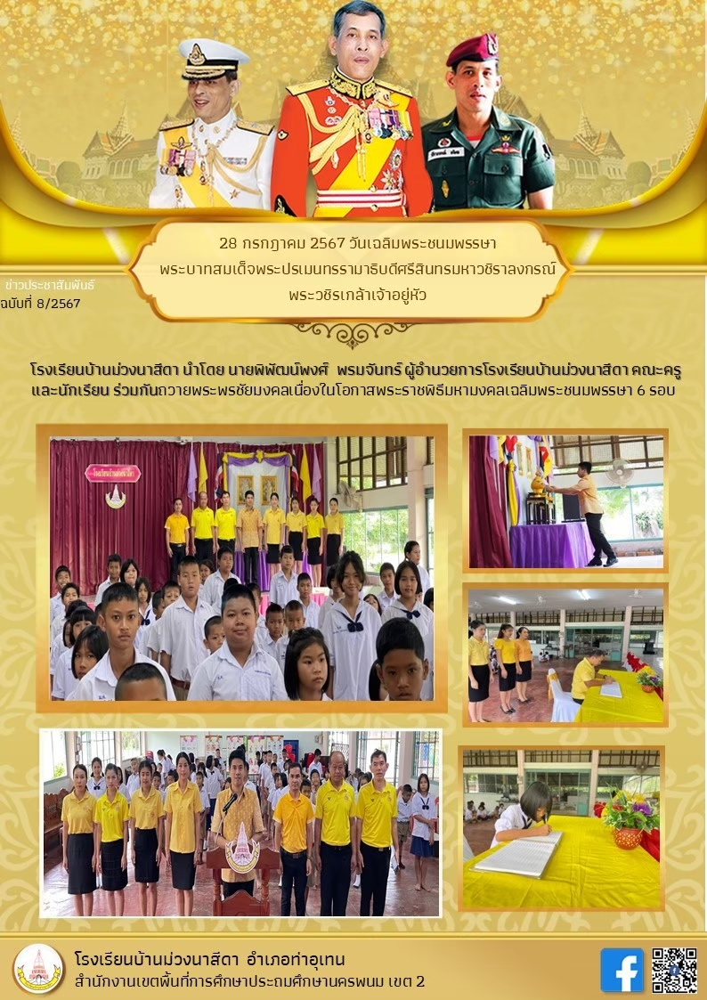 28 กรกฎาคม 2567 วันเฉลิมพระชนมพรรษา
พระบาทสมเด็จพระปรเมนทรรามาธิบดีศรีสินทรมหาวชิราลงกรณ์
พระวชิรเกล้าเจ้าอยู่หัว
ข่าวประชาสัมพันธ์
ฉบับที่ 8/2567
โรงเรียนบ้านม่วงนาสีดา นำโดย นายพิพัฒน์พงศ์ พรมจันทร์ ผู้อำนวยการโรงเรียนบ้านม่วงนาสีดา คณะครู
และนักเรียน ร่วมกันถวายพระพรชัยมงคลเนื่องในโอกาสพระราชพิธีมหามงคลเฉลิมพระชนมพรรษา 6 รอบ
โรงเรียนบ้านม่วงนาสีดา
โรงเรียนบ้านม่วงนาสีดา อำเภอท่าอุเทน
สำนักงานเขตพื้นที่การศึกษาประถมศึกษานครพนม เขต 2